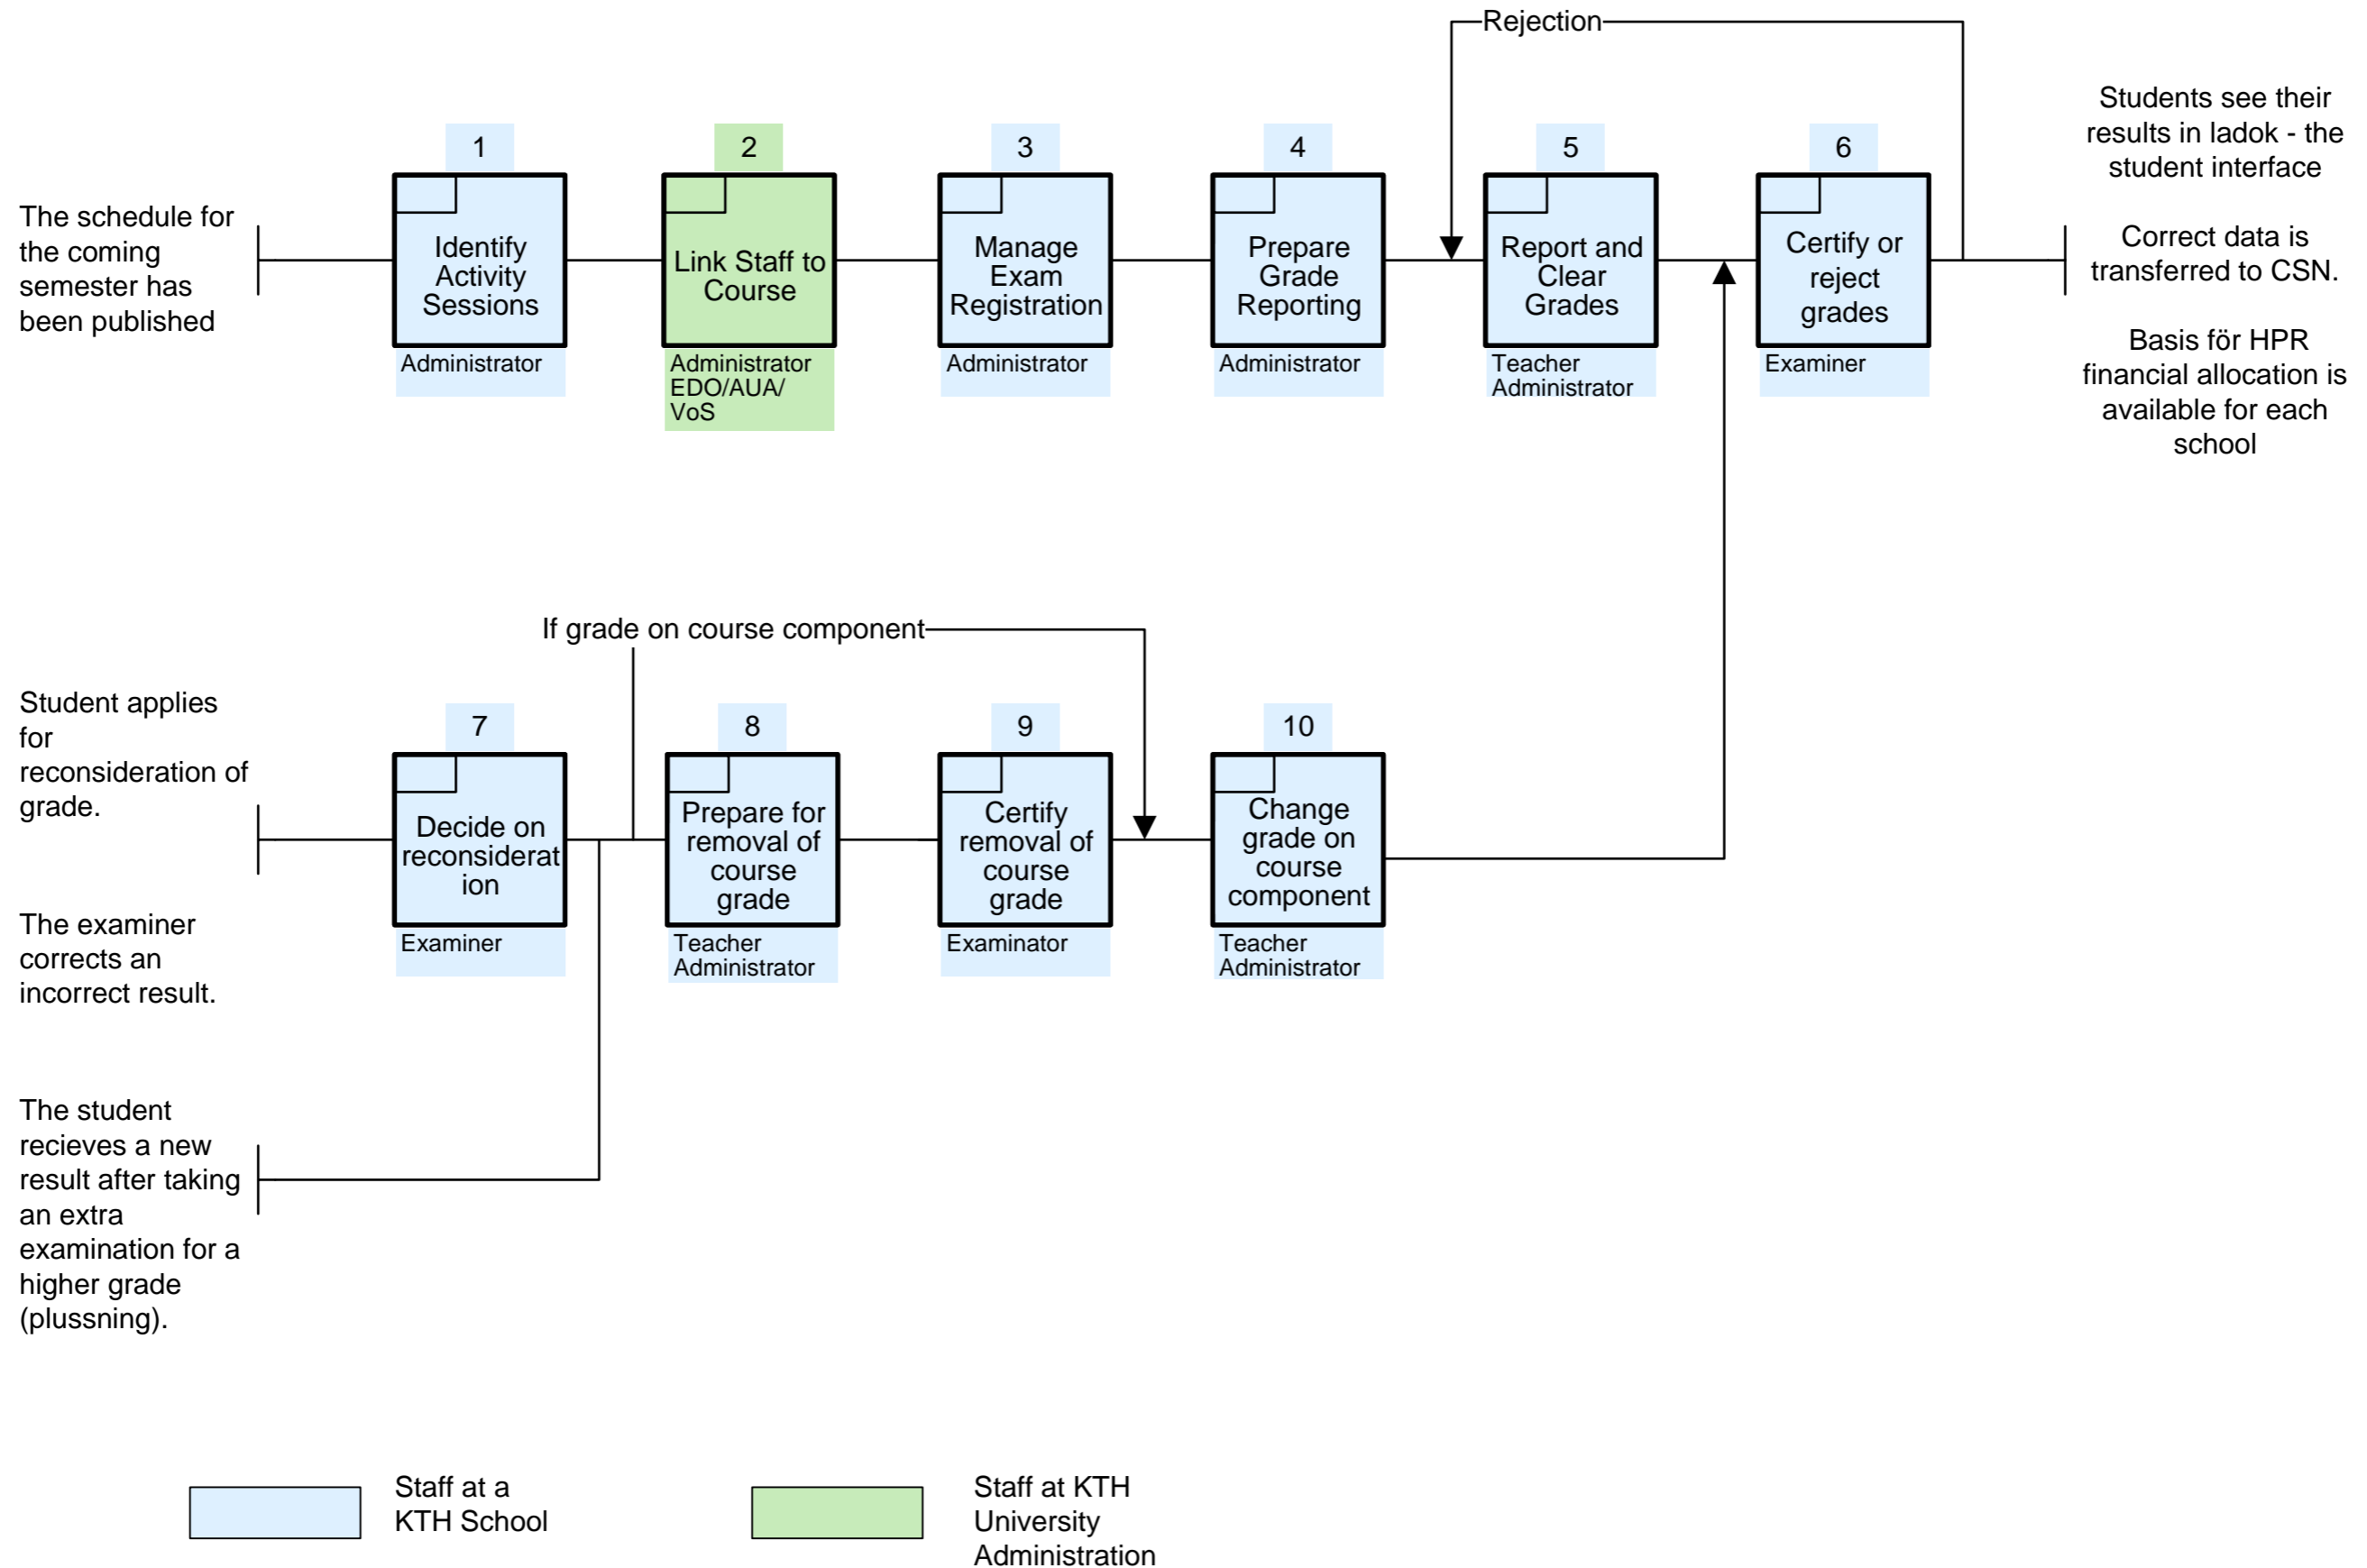 Rejection
Students see their
results in ladok - the
student interface
Correct data is
transferred to CSN.
Basis för HPR
financial allocation is
available for each
school
The schedule for
the coming
semester has
been published
1
Identify
Activity
Sessions
Administrator
2
Link Staff to
Course
Administrator
EDO/AUA/
VoS
3
Manage
Exam
Registration
Administrator
4
Prepare
Grade
Reporting
Administrator
5
Report and
Clear
Grades
Teacher
Administrator
6
Certify or
reject
grades
Examiner
If grade on course component
Student applies
for
reconsideration of
grade.
The examiner
corrects an
incorrect result.
7
Decide on
reconsiderat
ion
Examiner
8
Prepare for
removal of
course
grade
Teacher
Administrator
9
Certify
removal of
course
grade
Examinator
10
Change
grade on
course
component
Teacher
Administrator
The student
recieves a new
result after taking
an extra
examination for a
higher grade
(plussning).
Staff at a
KTH School
Staff at KTH
University
Administration